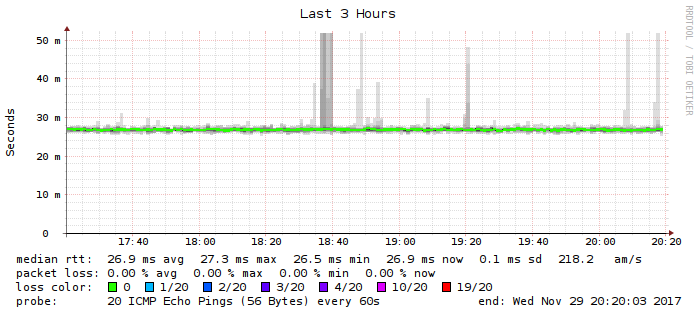 Last 3 Hours
RRDTOOL / TOBI OETIKER
Seconds
50 m
40 m
30 m
20 m
10 m
0
17:40 18:00 18:20 18:40 19:00 19:20 19:40 20:00 20:20
median rtt: 26.9 ms avg 27.3 ms max 26.5 ms min 26.9 ms now 0.1 ms sd 218.2 am/s
packet loss: 0.00 % avg 0.00 % max 0.00 % min 0.00 % now
loss color: 0 1/20 2/20 3/20 4/20 10/20 19/20
probe: 20 ICMP Echo Pings (56 Bytes) every 60s end: Wed Nov 29 20:20:03 2017